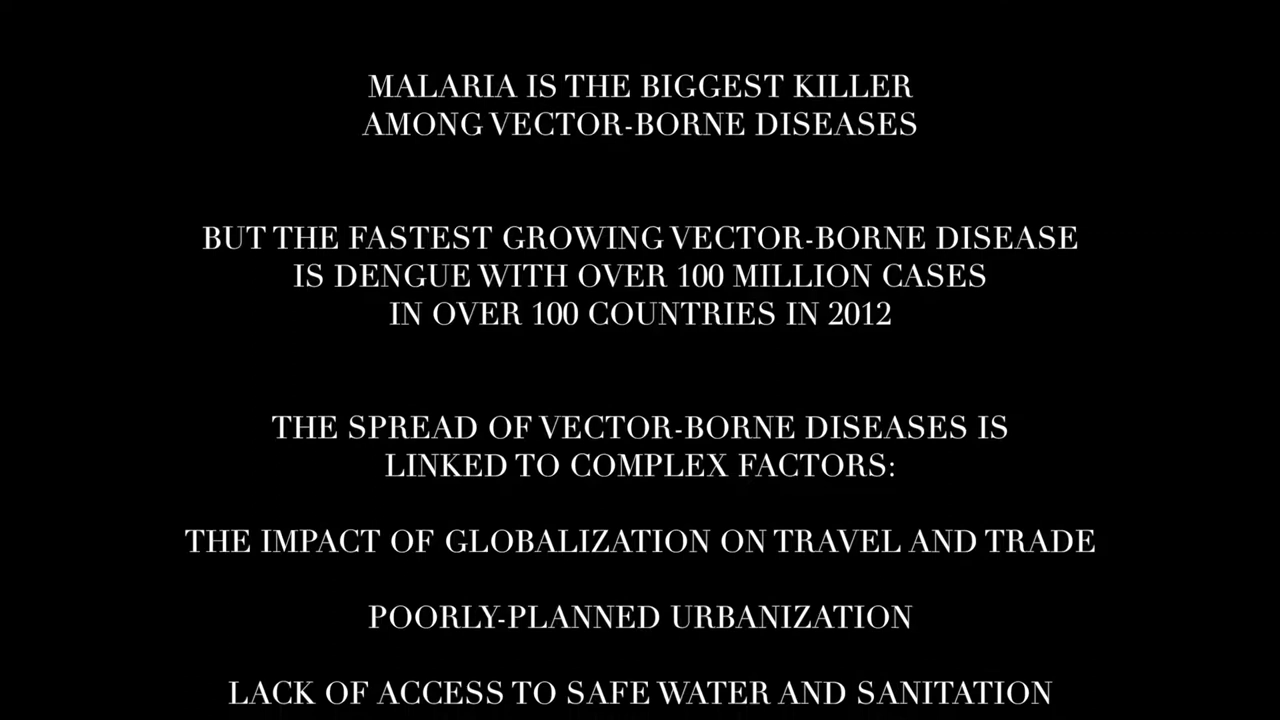 MALARIA IS THE BIGGEST KILLER
AMONG VECTOR-BORNE DISEASES
BUT THE FASTEST GROWING VECTOR-BORNE DISEASE
IS DENGUE WITH OVER 100 MILLION CASES
IN OVER 100 COUNTRIES IN 2012
THE SPREAD OF VECTOR-BORNE DISEASES IS
LINKED TO COMPLEX FACTORS:
THE IMPACT OF GLOBALIZATION ON TRAVEL AND TRADE
POORLY-PLANNED URBANIZATION
LACK OF ACCESS TO SAFE WATER AND SANITATION